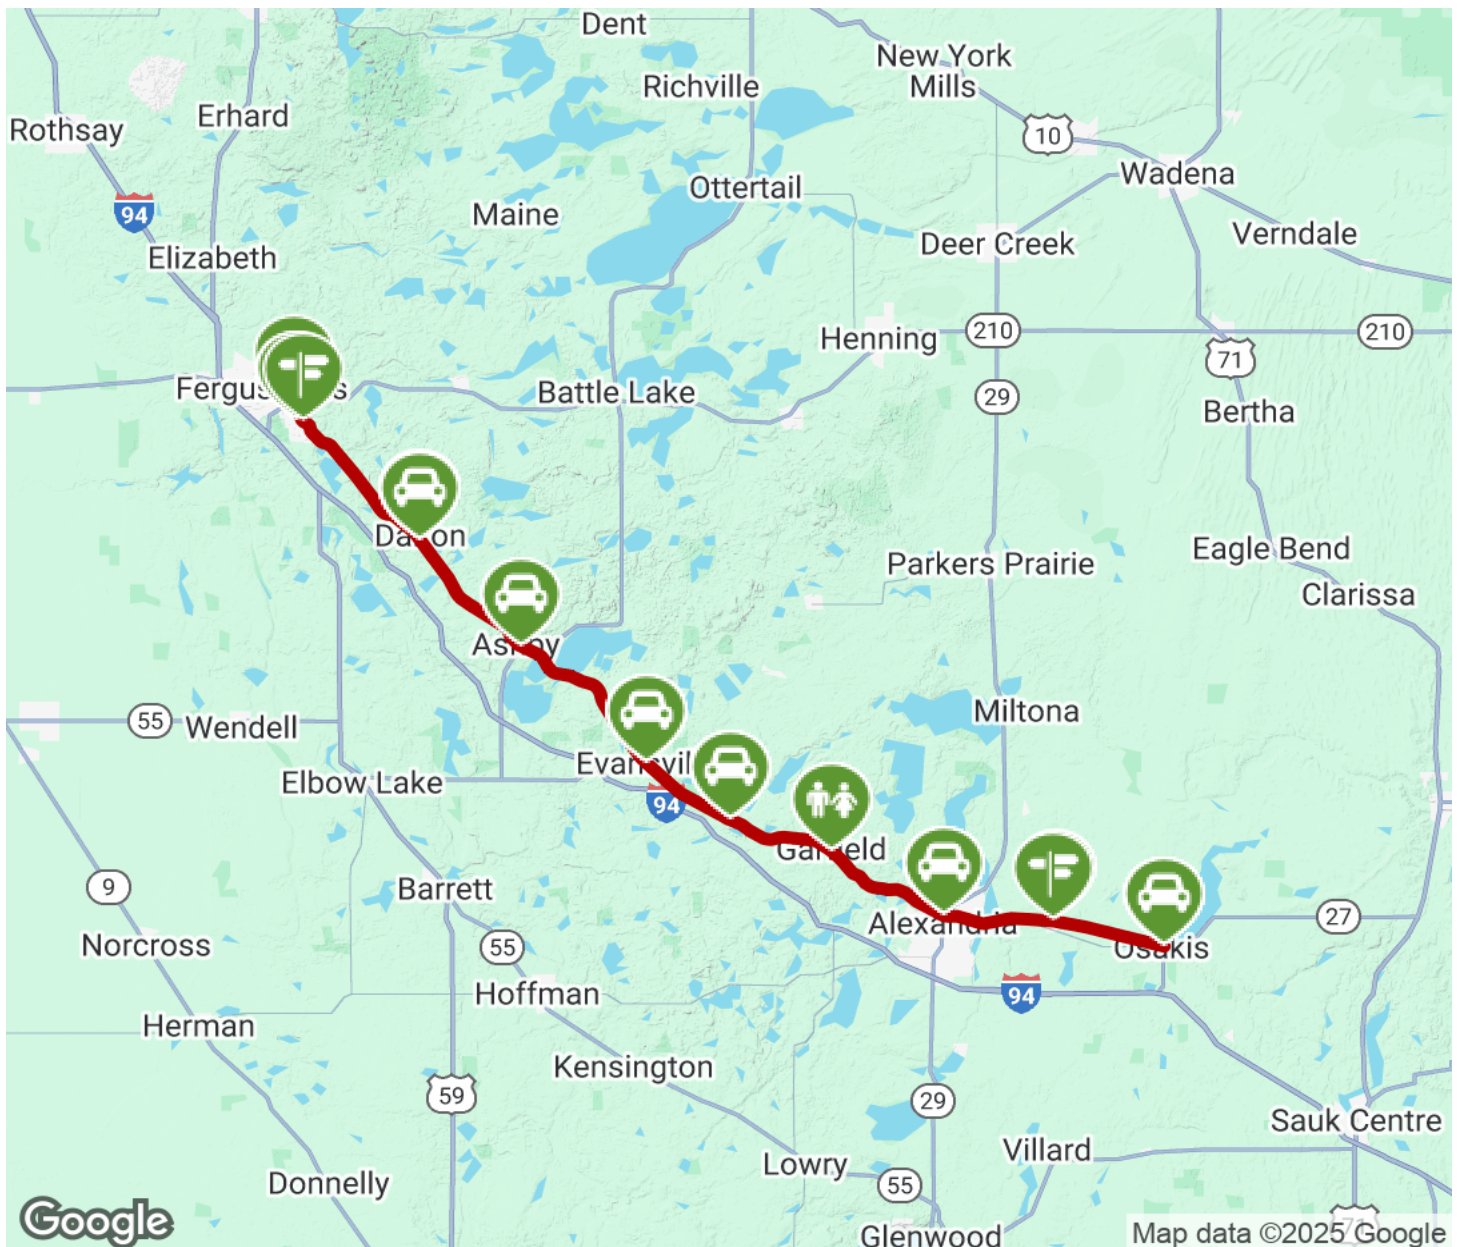 Dent
New York
Mills
Richville
Erhard
Rothsay
10
Wadena
Ottertail
94
Maine
Verndale
Deer Creek
Elizabeth
Henning
210
210
71
Battle Lake
29
Bertha
Eagle Bend
Parkers Prairie
Clarissa
Miltona
55
Wendell
Elbow Lake
94
Barrett
9
27
Alexandria
Norcross
Osakis
55
94
Hoffman
Herman
Kensington
59
29
Sauk Centre
Villard
Lowry
Donnelly
55
Google
71
Glenwood
Map data ©2025 Google